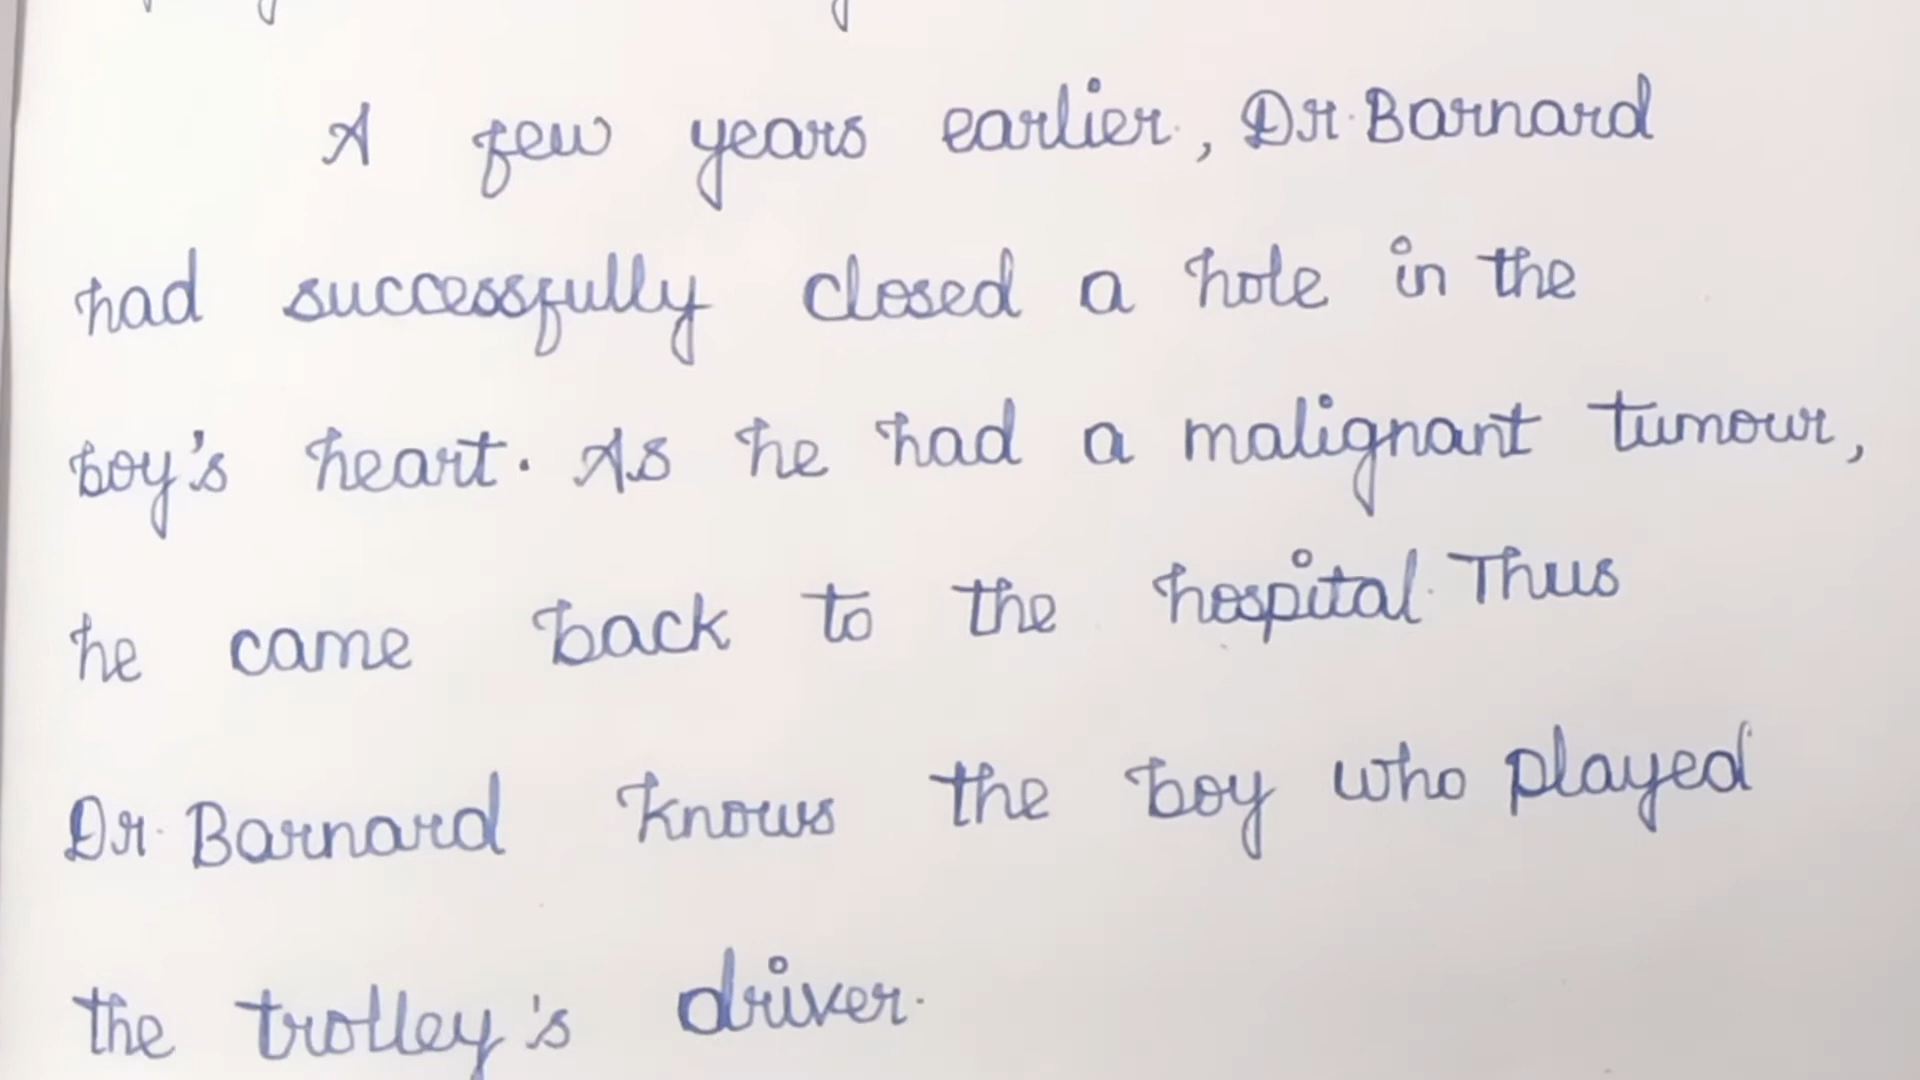 A few years earlier, Dr. Barnard
had successfully closed a hole in the
boy's heart. As he had a malignant tumour,
he came back to the hospital. Thus
Dr. Barnard knows the boy who played
the trolley's driver.